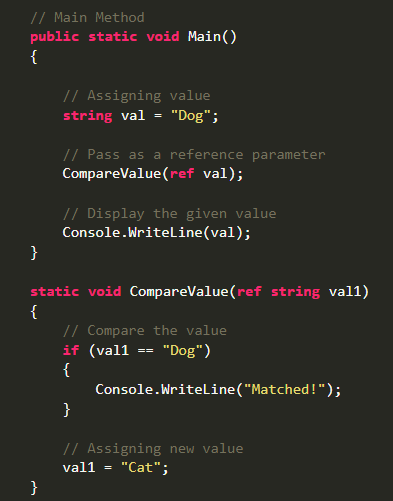 // Main Method
public static void Main()
{
// Assigning value
string val = "Dog";
// Pass as a reference parameter
CompareValue(ref val);
// Display the given value
Console.WriteLine(val);
}
static void CompareValue(ref string val1)
{
// Compare the value
if (val1 == "Dog")
{
Console.WriteLine("Matched!");
}
// Assigning new value
val1 = "Cat";
}